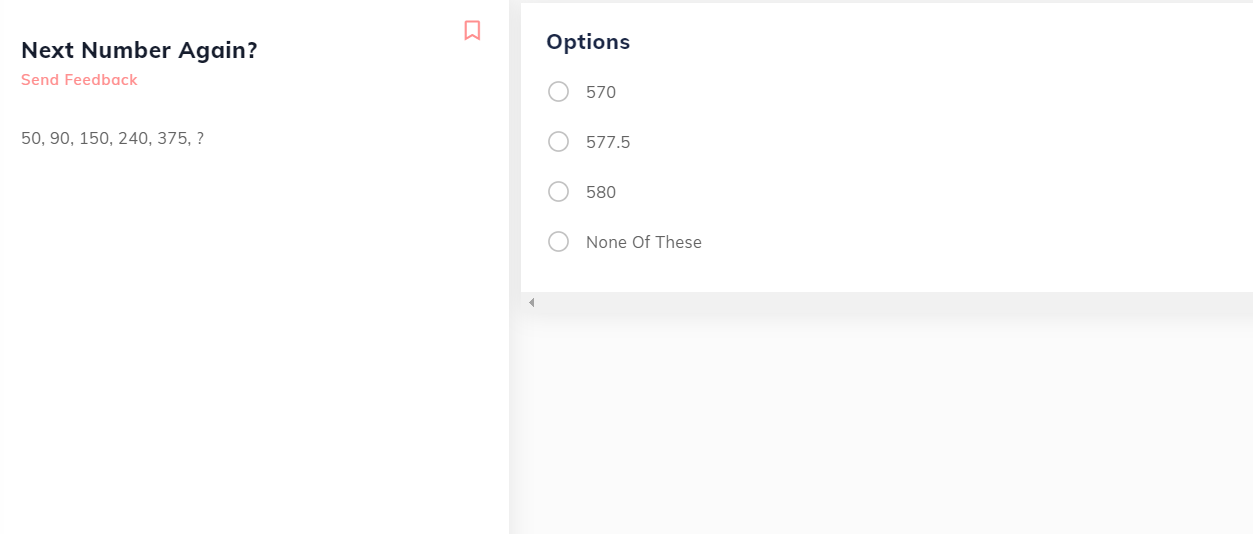 Next Number Again?
Send Feedback
50, 90, 150, 240, 375, ?
Options
570
577.5
580
None Of These